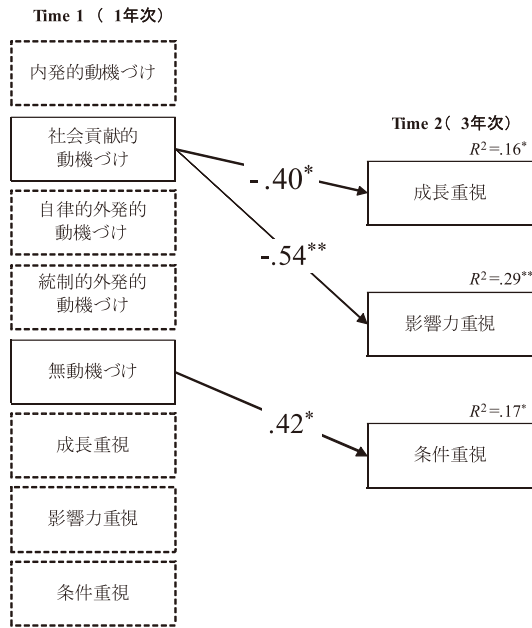 Time 1 （ 1年次）
内発的動機づけ
社会貢献的
動機づけ
自律的外発的
動機づけ
統制的外発的
動機づけ
無動機づけ
成長重視
影響力重視
条件重視
-.40*
-.54**
.42*
Time 2（ 3年次）
R²=.16*
成長重視
R²=.29**
影響力重視
R²=.17*
条件重視